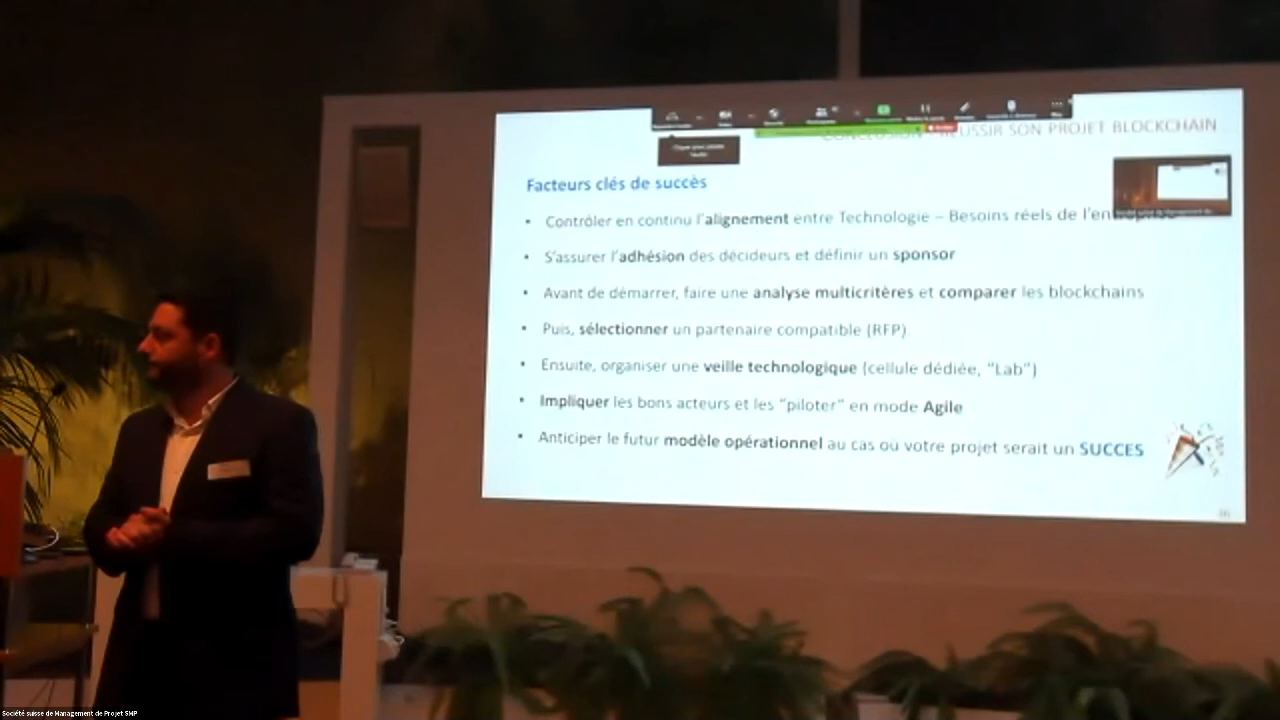 CONCLUSION - RÉUSSIR SON PROJET BLOCKCHAIN
Facteurs clés de succès
• Contrôler en continu l'alignement entre Technologie – Besoins réels de l'entreprise
• S'assurer l'adhésion des décideurs et définir un sponsor
• Avant de démarrer, faire une analyse multicritères et comparer les blockchains
• Puis, sélectionner un partenaire compatible (RFP)
• Ensuite, organiser une veille technologique (cellule dédiée, "Lab")
• Impliquer les bons acteurs et les "piloter" en mode Agile
• Anticiper le futur modèle opérationnel au cas ou votre projet serait un SUCCES
Société suisse de Management de Projet SMP